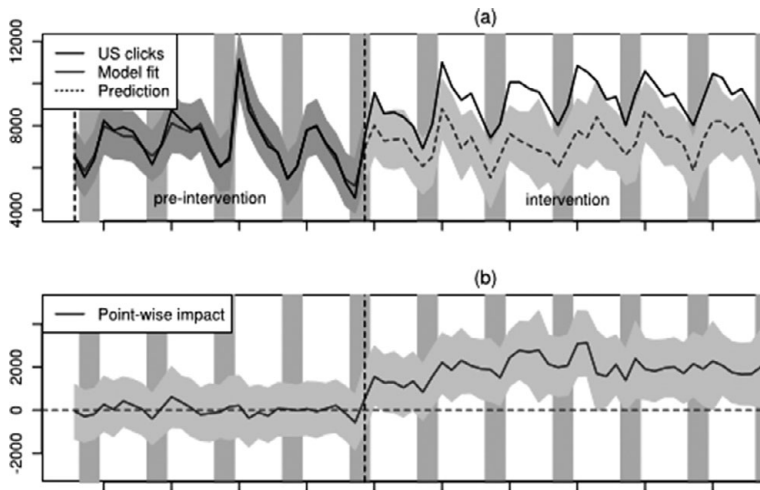 (a)
12000
US clicks
Model fit
Prediction
8000
4000
pre-intervention
intervention
(b)
Point-wise impact
2000
0
-2000